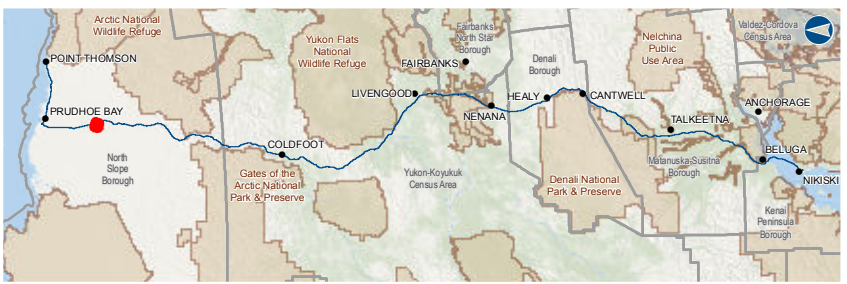 Arctic National
Wildlife Refuge
POINT THOMSON
PRUDHOE BAY
North
Slope
Borough
COLDFOOT
Gates of the
Arctic National
Park & Preserve
Yukon Flats
National
Wildlife Refuge
LIVENGOOD
FAIRBANKS
Fairbanks
North Star
Borough
NENANA
Yukon-Koyukuk
Census Area
HEALY
Denali
Borough
CANTWELL
Denali National
Park & Preserve
Nelchina
Public
Use Area
TALKEETNA
Matanuska-Susitna
Borough
Valdez-Cordova
Census Area
ANCHORAGE
BELUGA
NIKISKI
Kenai
Peninsula
Borough